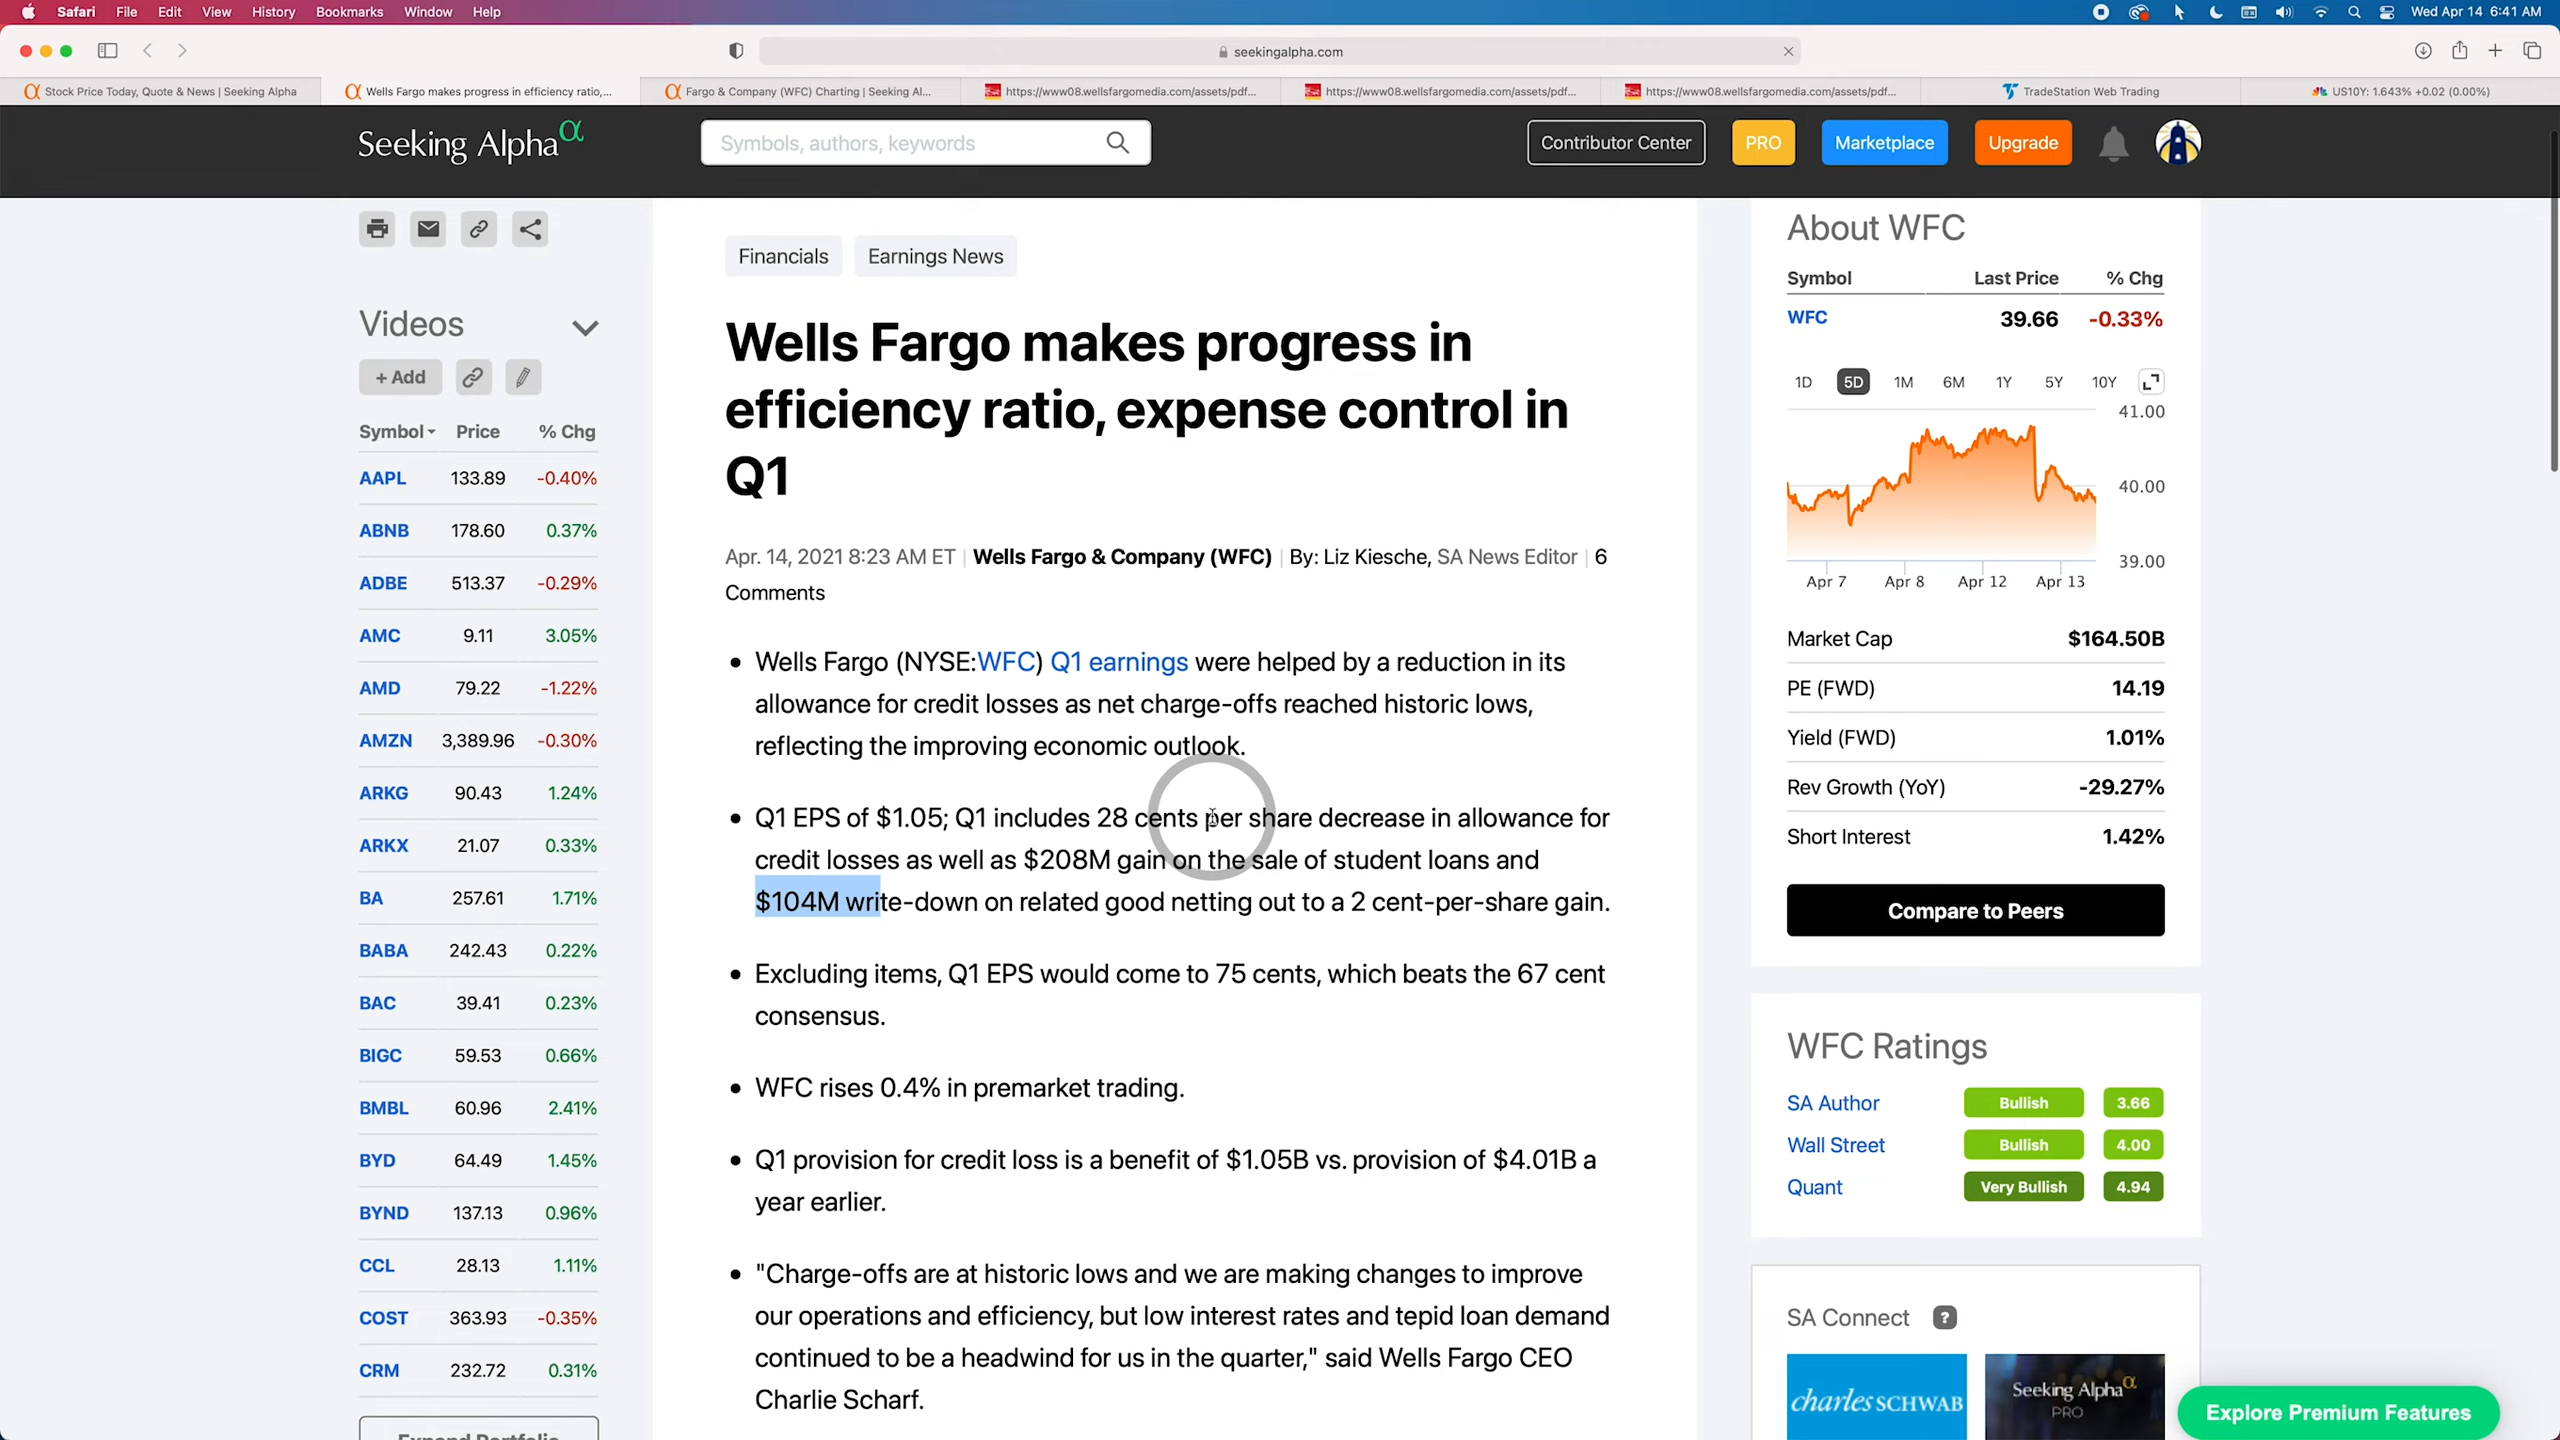 Safari File Edit View History Bookmarks Window Help
Wed Apr 14 6:41 AM
seekingalpha.com
Stock Price Today, Quote & News | Seeking Alpha
Wells Fargo makes progress in efficiency ratio,...
Fargo & Company (WFC) Charting | Seeking Al...
https://www08.wellsfargomedia.com/assets/pdf...
https://www08.wellsfargomedia.com/assets/pdf...
https://www08.wellsfargomedia.com/assets/pdf...
TradeStation Web Trading
US10Y: 1.643% +0.02 (0.00%)
Seeking Alpha α
Symbols, authors, keywords
Contributor Center
PRO
Marketplace
Upgrade
Videos
+ Add
Symbol Price % Chg
AAPL 133.89 -0.40%
ABNB 178.60 0.37%
ADBE 513.37 -0.29%
AMC 9.11 3.05%
AMD 79.22 -1.22%
AMZN 3,389.96 -0.30%
ARKG 90.43 1.24%
ARKX 21.07 0.33%
BA 257.61 1.71%
BABA 242.43 0.22%
BAC 39.41 0.23%
BIGC 59.53 0.66%
BMBL 60.96 2.41%
BYD 64.49 1.45%
BYND 137.13 0.96%
CCL 28.13 1.11%
COST 363.93 -0.35%
CRM 232.72 0.31%
Financials Earnings News
Wells Fargo makes progress in
efficiency ratio, expense control in
Q1
Apr. 14, 2021 8:23 AM ET | Wells Fargo & Company (WFC) | By: Liz Kiesche, SA News Editor | 6
Comments
• Wells Fargo (NYSE:WFC) Q1 earnings were helped by a reduction in its
allowance for credit losses as net charge-offs reached historic lows,
reflecting the improving economic outlook.
• Q1 EPS of $1.05; Q1 includes 28 cents per share decrease in allowance for
credit losses as well as $208M gain on the sale of student loans and
$104M write-down on related good netting out to a 2 cent-per-share gain.
• Excluding items, Q1 EPS would come to 75 cents, which beats the 67 cent
consensus.
• WFC rises 0.4% in premarket trading.
• Q1 provision for credit loss is a benefit of $1.05B vs. provision of $4.01B a
year earlier.
• "Charge-offs are at historic lows and we are making changes to improve
our operations and efficiency, but low interest rates and tepid loan demand
continued to be a headwind for us in the quarter," said Wells Fargo CEO
Charlie Scharf.
About WFC
Symbol Last Price % Chg
WFC 39.66 -0.33%
1D 5D 1M 6M 1Y 5Y 10Y
41.00
40.00
39.00
Apr 7 Apr 8 Apr 12 Apr 13
Market Cap $164.50B
PE (FWD) 14.19
Yield (FWD) 1.01%
Rev Growth (YoY) -29.27%
Short Interest 1.42%
Compare to Peers
WFC Ratings
SA Author Bullish 3.66
Wall Street Bullish 4.00
Quant Very Bullish 4.94
SA Connect ?
charles SCHWAB
Seeking Alpha α
PRO
Explore Premium Features